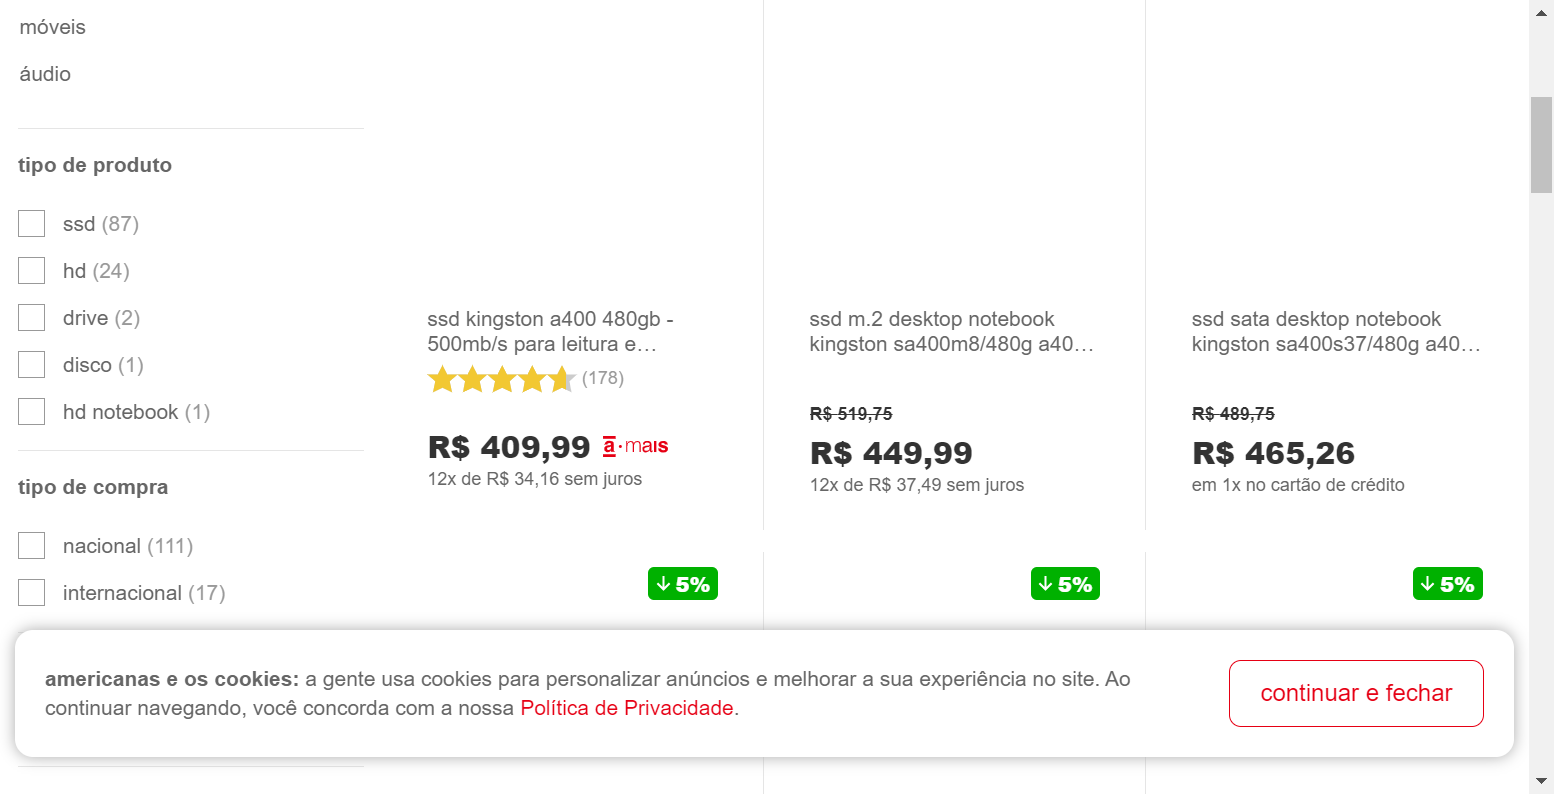 móveis
áudio
tipo de produto
ssd (87)
hd (24)
drive (2)
disco (1)
hd notebook (1)
tipo de compra
nacional (111)
internacional (17)
ssd kingston a400 480gb -
500mb/s para leitura e…
(178)
R$ 409,99 a·mais
12x de R$ 34,16 sem juros
ssd m.2 desktop notebook
kingston sa400m8/480g a40…
R$ 519,75
R$ 449,99
12x de R$ 37,49 sem juros
ssd sata desktop notebook
kingston sa400s37/480g a40…
R$ 489,75
R$ 465,26
em 1x no cartão de crédito
5%
5%
5%
americanas e os cookies: a gente usa cookies para personalizar anúncios e melhorar a sua experiência no site. Ao
continuar navegando, você concorda com a nossa Política de Privacidade.
continuar e fechar